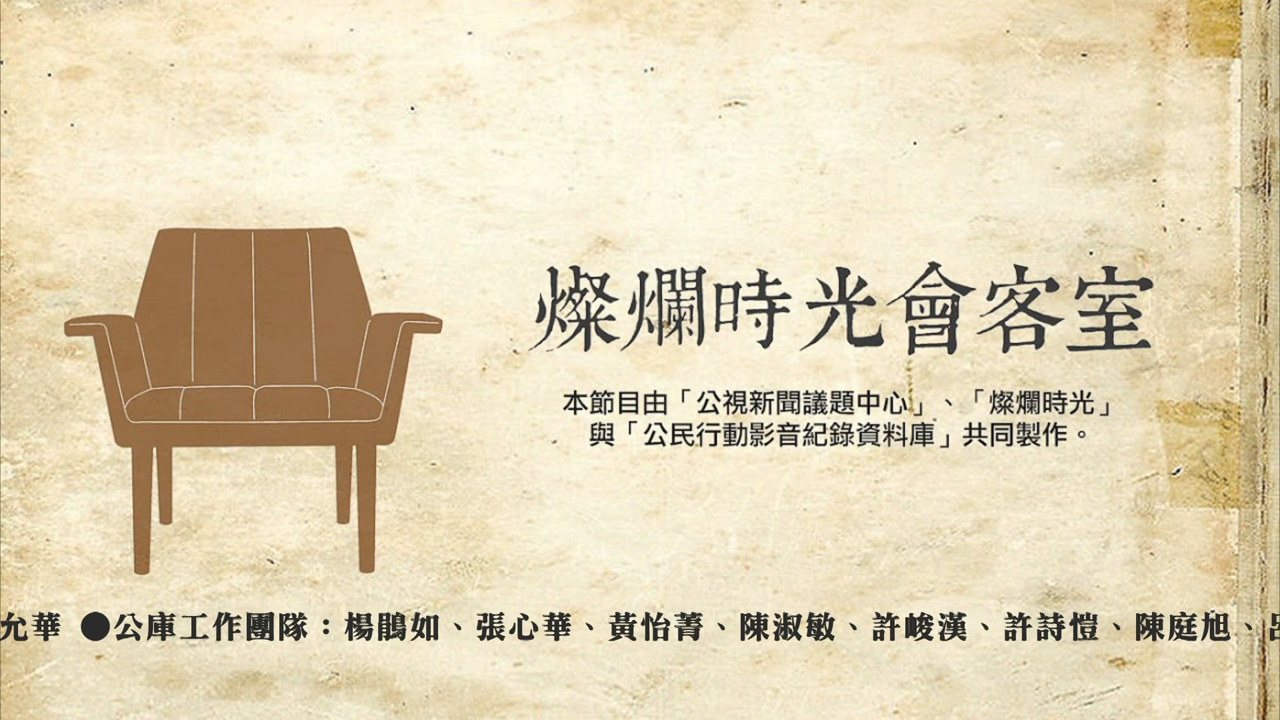 燦爛時光會客室
本節目由「公視新聞議題中心」、「燦爛時光」
與「公民行動影音紀錄資料庫」共同製作。
允華 ●公庫工作團隊：楊鵑如、張心華、黃怡菁、陳淑敏、許峻漢、許詩愷、陳庭旭、